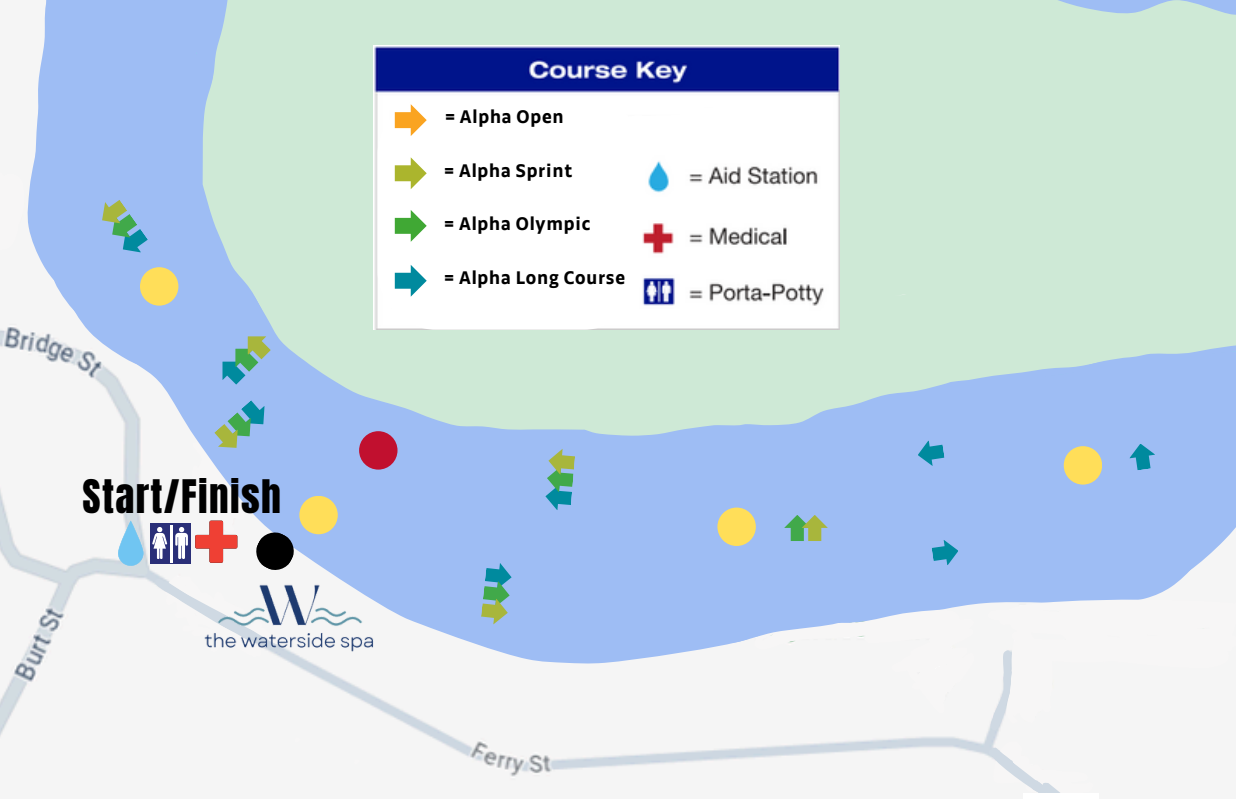 Course Key
= Alpha Open
= Alpha Sprint
= Aid Station
= Alpha Olympic
= Medical
= Alpha Long Course
= Porta-Potty
Bridge St
Start/Finish
W
the waterside spa
Burt St
Ferry St